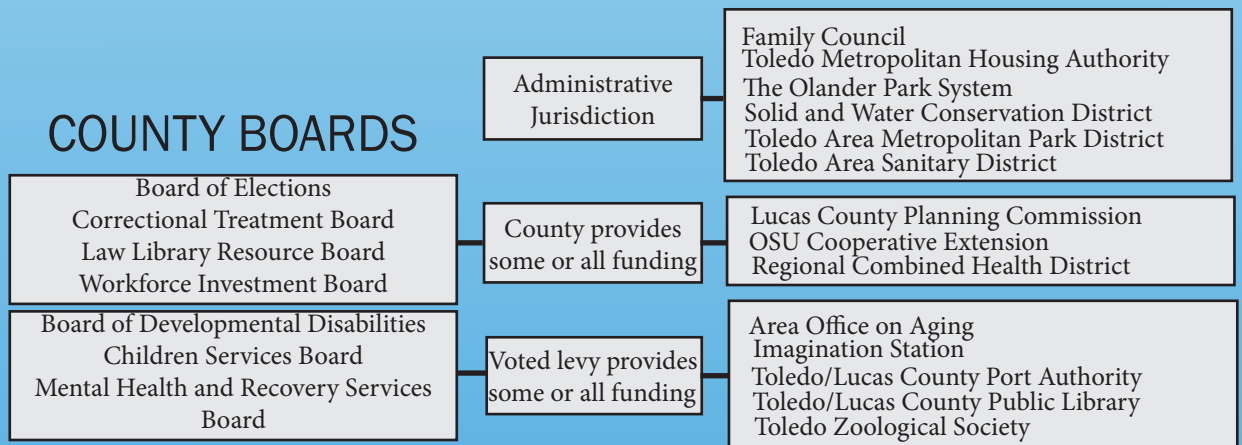 COUNTY BOARDS
Administrative
Jurisdiction
Family Council
Toledo Metropolitan Housing Authority
The Olander Park System
Solid and Water Conservation District
Toledo Area Metropolitan Park District
Toledo Area Sanitary District
Board of Elections
Correctional Treatment Board
Law Library Resource Board
Workforce Investment Board
County provides
some or all funding
Lucas County Planning Commission
OSU Cooperative Extension
Regional Combined Health District
Board of Developmental Disabilities
Children Services Board
Mental Health and Recovery Services
Board
Voted levy provides
some or all funding
Area Office on Aging
Imagination Station
Toledo/Lucas County Port Authority
Toledo/Lucas County Public Library
Toledo Zoological Society